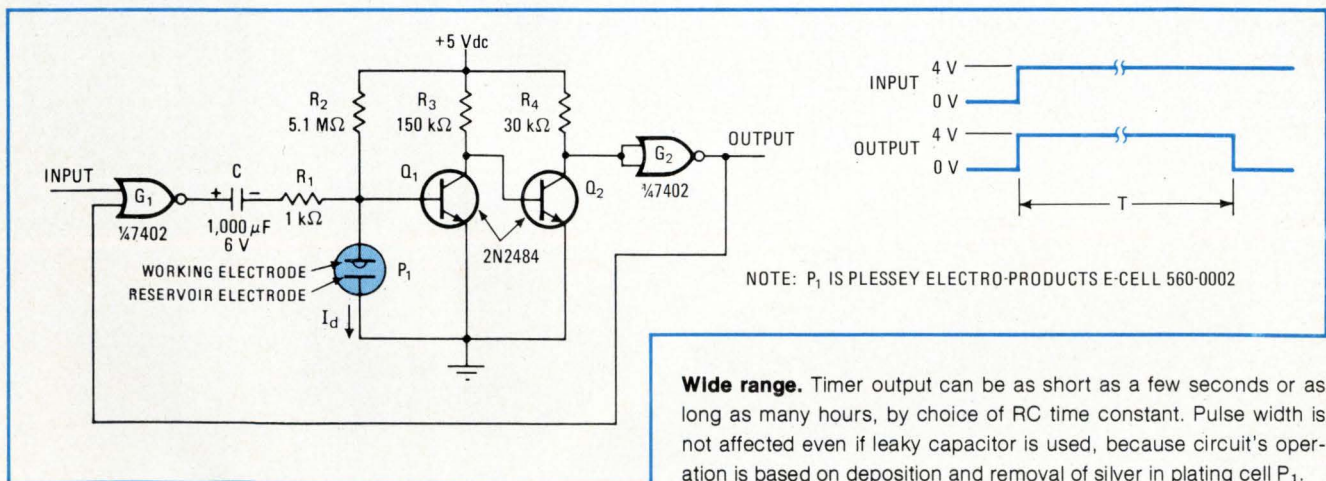 +5 Vdc
R2
5.1 MΩ
R3
150 kΩ
R4
30 kΩ
INPUT
G1
¼7402
+
C
−
1,000 μF
6 V
R1
1 kΩ
Q1
Q2
2N2484
G2
¼7402
OUTPUT
WORKING ELECTRODE
RESERVOIR ELECTRODE
P1
Id
INPUT
4 V
0 V
OUTPUT
4 V
0 V
T
NOTE: P1 IS PLESSEY ELECTRO-PRODUCTS E-CELL 560-0002
Wide range. Timer output can be as short as a few seconds or as
long as many hours, by choice of RC time constant. Pulse width is
not affected even if leaky capacitor is used, because circuit's oper-
ation is based on deposition and removal of silver in plating cell P1.